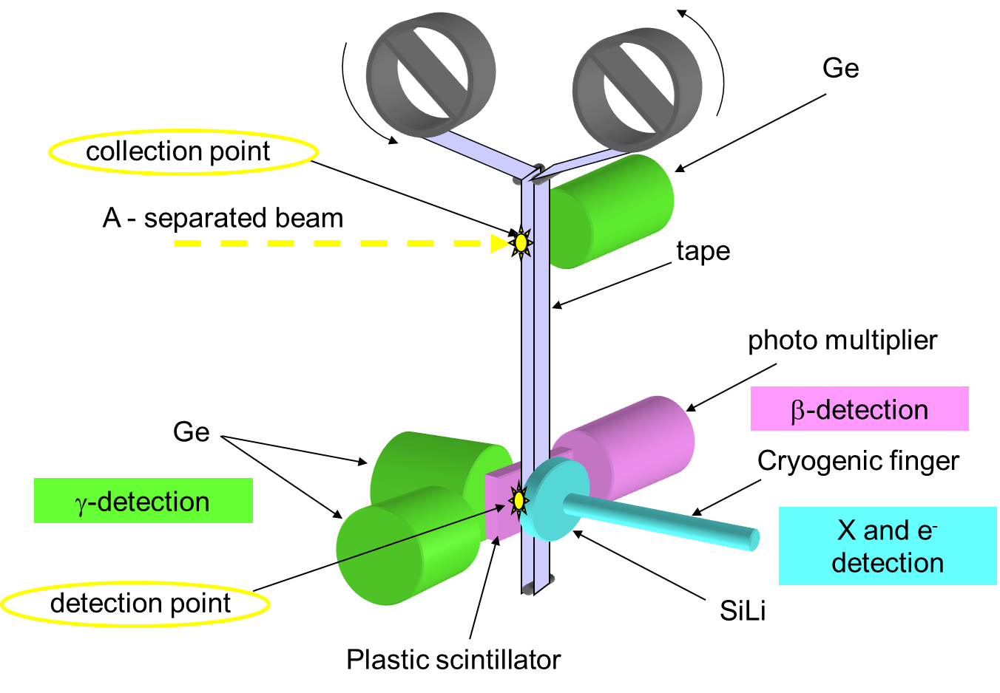 Ge
collection point
A - separated beam
tape
photo multiplier
β-detection
Ge
Cryogenic finger
γ-detection
X and e-
detection
detection point
SiLi
Plastic scintillator